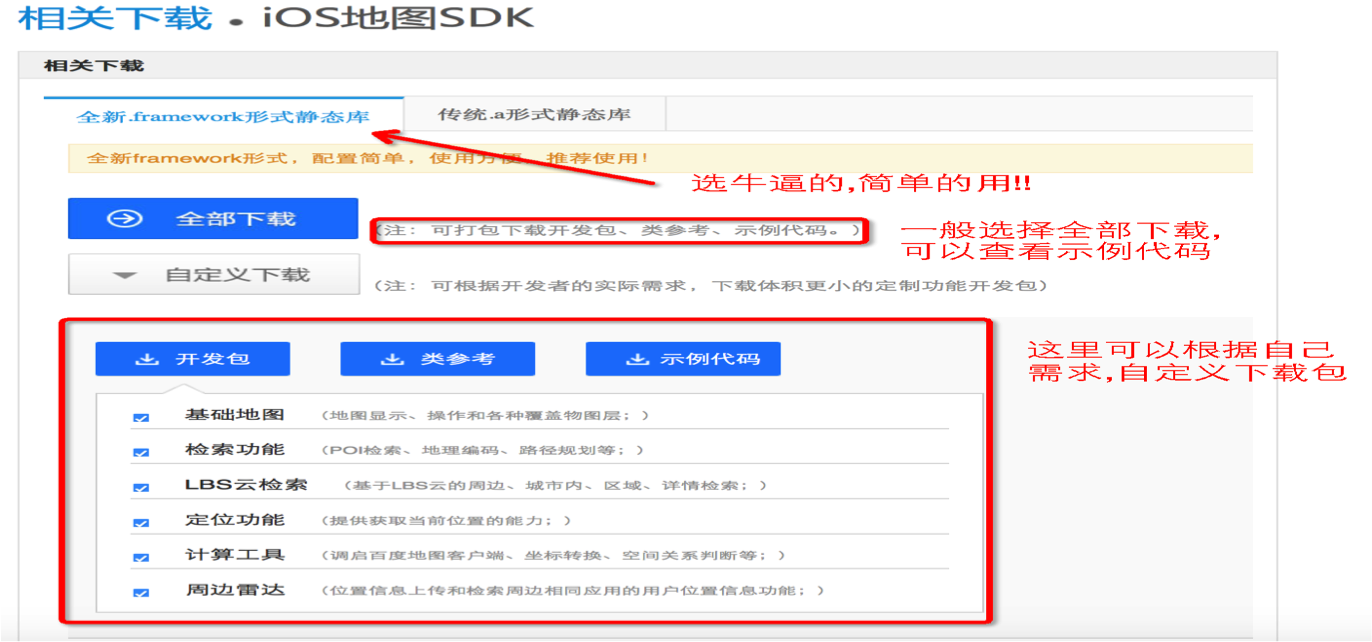 相关下载 • iOS地图SDK
相关下载
全新.framework形式静态库
传统.a形式静态库
全新framework形式，配置简单，使用方便，推荐使用！
选牛逼的,简单的用!!
全部下载
（注：可打包下载开发包、类参考、示例代码。）
一般选择全部下载,
可以查看示例代码
自定义下载
（注：可根据开发者的实际需求，下载体积更小的定制功能开发包）
开发包
类参考
示例代码
这里可以根据自己
需求,自定义下载包
基础地图 （地图显示、操作和各种覆盖物图层；）
检索功能 （POI检索、地理编码、路径规划等；）
LBS云检索 （基于LBS云的周边、城市内、区域、详情检索；）
定位功能 （提供获取当前位置的能力；）
计算工具 （调启百度地图客户端、坐标转换、空间关系判断等；）
周边雷达 （位置信息上传和检索周边相同应用的用户位置信息功能；）